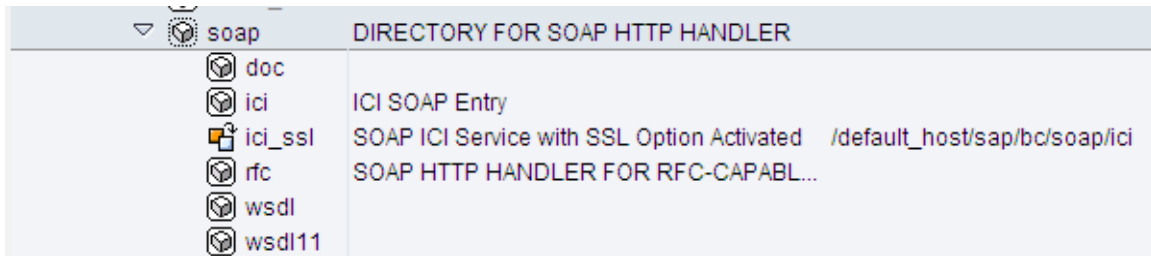 soap DIRECTORY FOR SOAP HTTP HANDLER
doc
ici ICI SOAP Entry
ici_ssl SOAP ICI Service with SSL Option Activated /default_host/sap/bc/soap/ici
rfc SOAP HTTP HANDLER FOR RFC-CAPABL...
wsdl
wsdl11